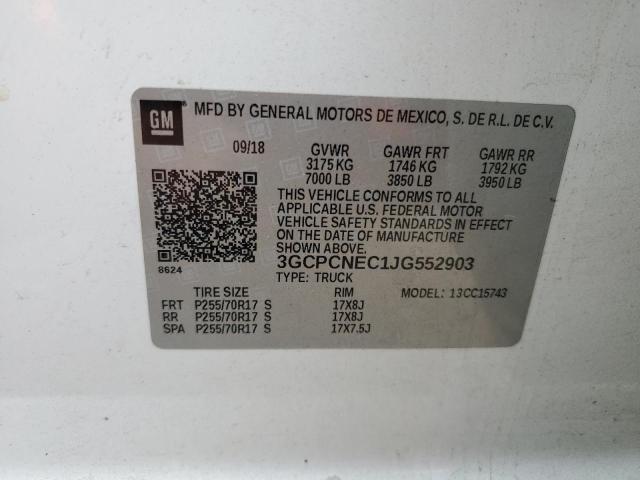 GM MFD BY GENERAL MOTORS DE MEXICO, S. DE R.L. DE C.V.
09/18 GVWR GAWR FRT GAWR RR
3175 KG 1746 KG 1792 KG
7000 LB 3850 LB 3950 LB
THIS VEHICLE CONFORMS TO ALL
APPLICABLE U.S. FEDERAL MOTOR
VEHICLE SAFETY STANDARDS IN EFFECT
ON THE DATE OF MANUFACTURE
SHOWN ABOVE.
8624 3GCPCNEC1JG552903
TYPE: TRUCK
TIRE SIZE RIM MODEL: 13CC15743
FRT P255/70R17 S 17X8J
RR P255/70R17 S 17X8J
SPA P255/70R17 S 17X7.5J